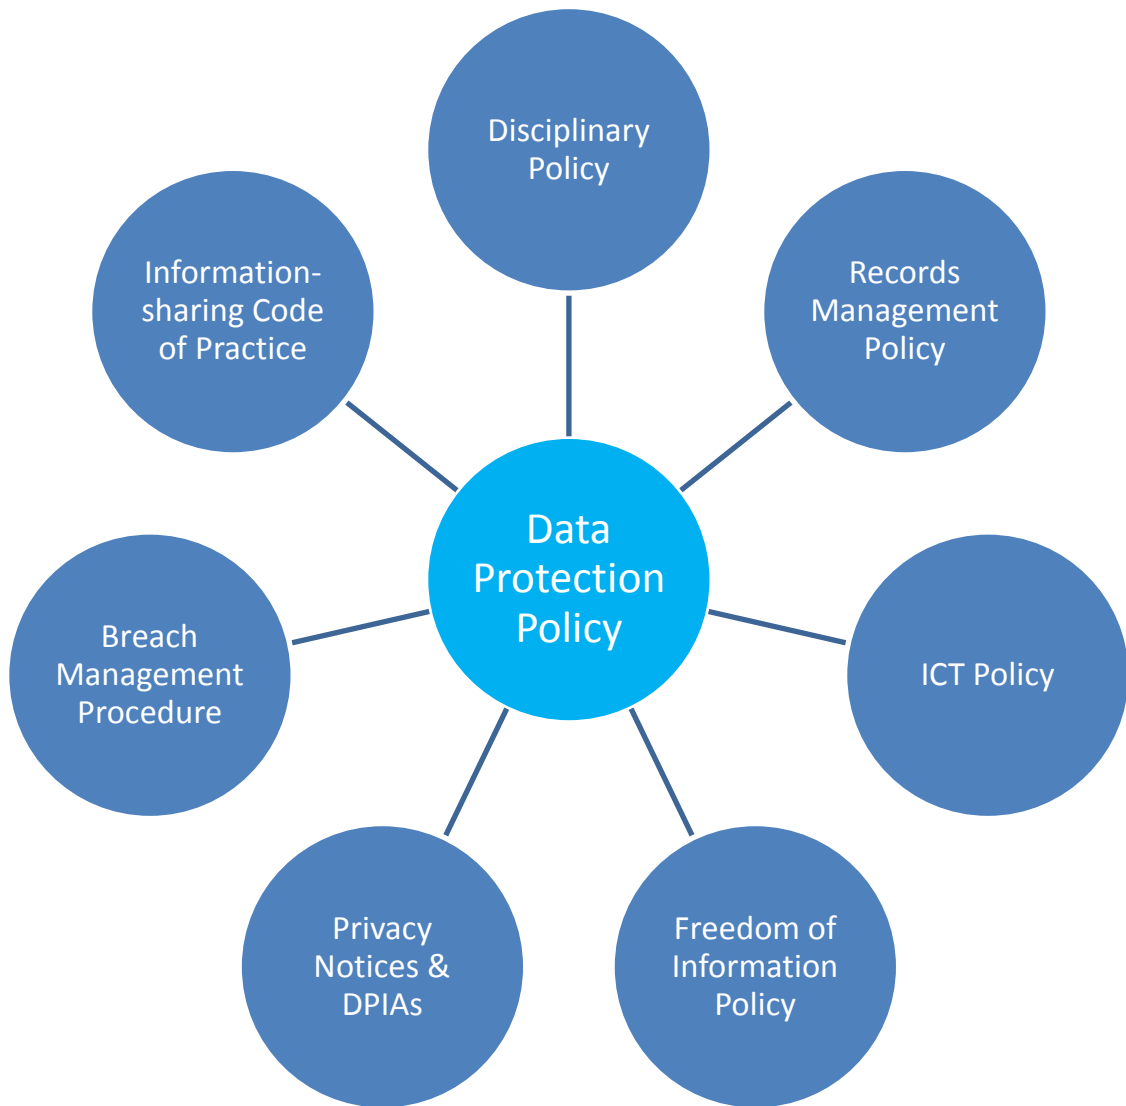 Disciplinary
Policy
Information-
sharing Code
of Practice
Records
Management
Policy
Data
Protection
Policy
Breach
Management
Procedure
ICT Policy
Privacy
Notices &
DPIAs
Freedom of
Information
Policy